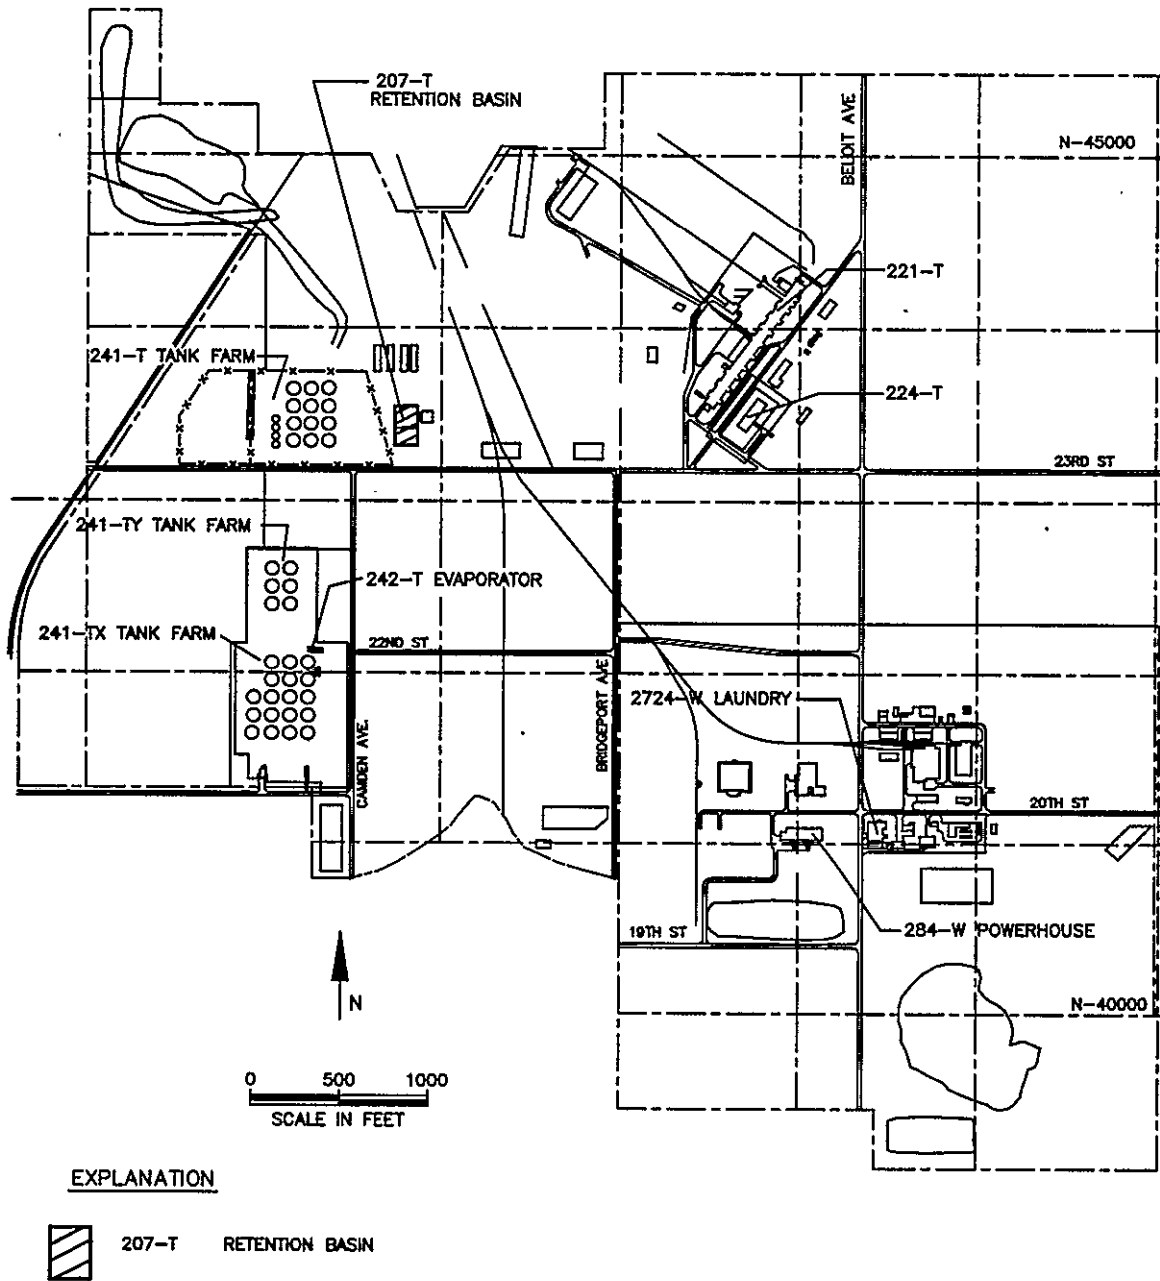 207-T
RETENTION BASIN
BELOIT AVE.
N-45000
221-T
241-T TANK FARM
224-T
23RD ST
241-TY TANK FARM
242-T EVAPORATOR
241-TX TANK FARM
22ND ST
2724-W LAUNDRY
BRIDGEPORT AVE
CAMDEN AVE.
20TH ST
19TH ST
284-W POWERHOUSE
N
N-40000
0 500 1000
SCALE IN FEET
EXPLANATION
207-T RETENTION BASIN